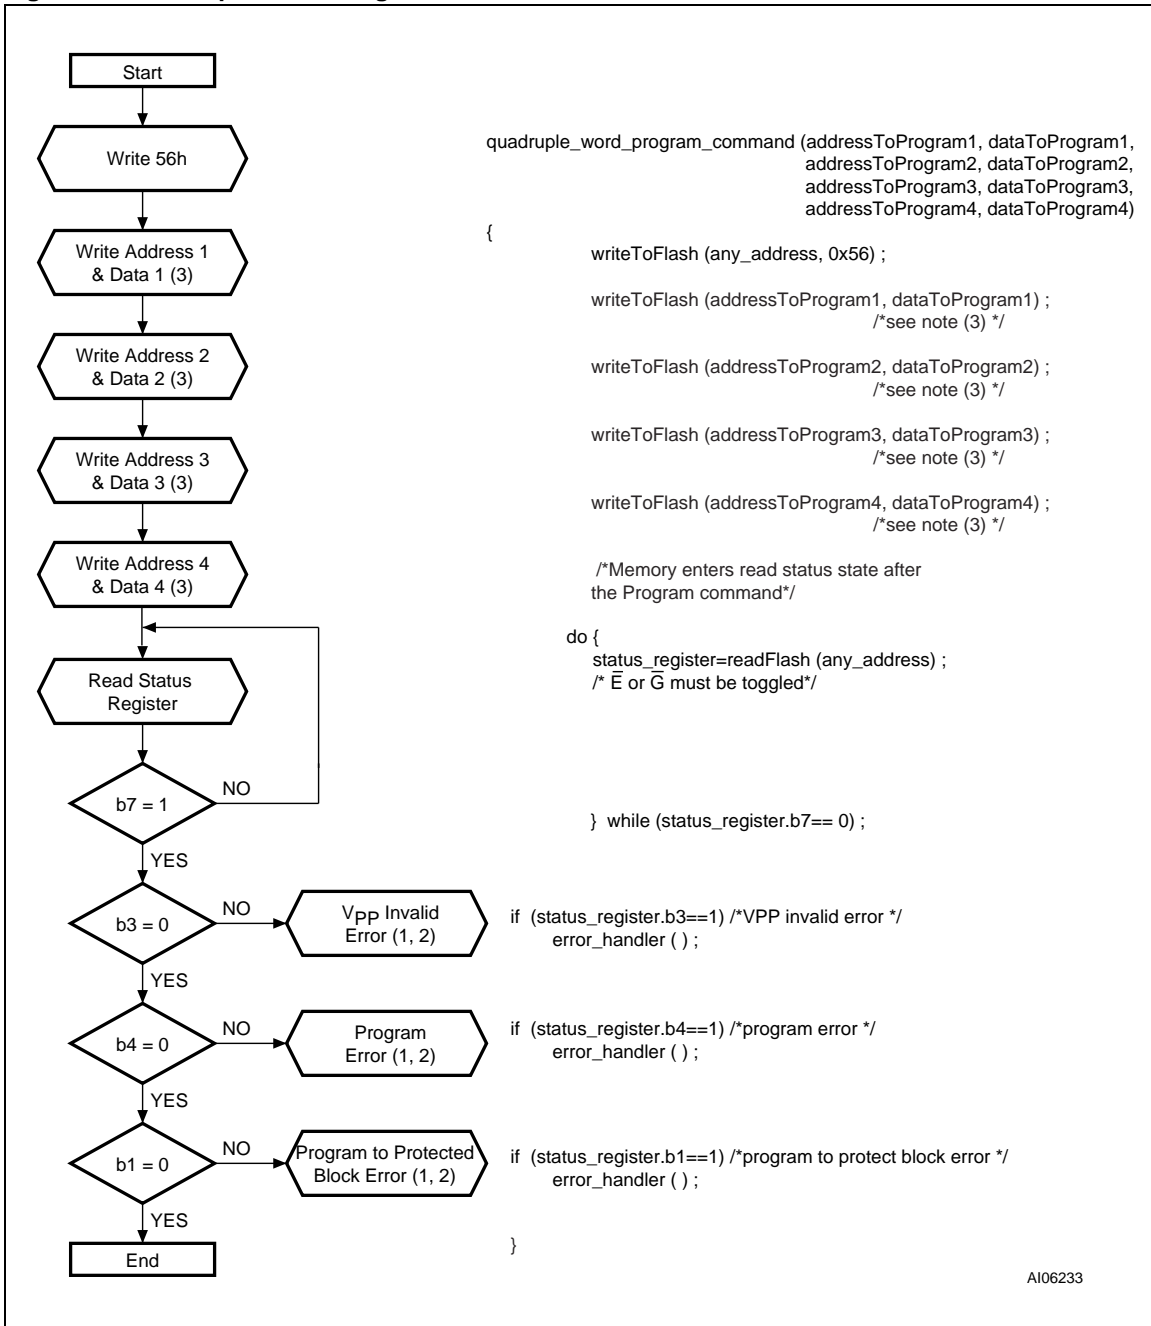 Start
Write 56h
Write Address 1
& Data 1 (3)
Write Address 2
& Data 2 (3)
Write Address 3
& Data 3 (3)
Write Address 4
& Data 4 (3)
Read Status
Register
b7 = 1
NO
YES
b3 = 0
NO
VPP Invalid
Error (1, 2)
YES
b4 = 0
NO
Program
Error (1, 2)
YES
b1 = 0
NO
Program to Protected
Block Error (1, 2)
YES
End
quadruple_word_program_command (addressToProgram1, dataToProgram1,
addressToProgram2, dataToProgram2,
addressToProgram3, dataToProgram3,
addressToProgram4, dataToProgram4)
{
writeToFlash (any_address, 0x56) ;
writeToFlash (addressToProgram1, dataToProgram1) ;
/*see note (3) */
writeToFlash (addressToProgram2, dataToProgram2) ;
/*see note (3) */
writeToFlash (addressToProgram3, dataToProgram3) ;
/*see note (3) */
writeToFlash (addressToProgram4, dataToProgram4) ;
/*see note (3) */
/*Memory enters read status state after
the Program command*/
do {
status_register=readFlash (any_address) ;
/* E̅ or G̅ must be toggled*/
} while (status_register.b7== 0) ;
if (status_register.b3==1) /*VPP invalid error */
error_handler ( ) ;
if (status_register.b4==1) /*program error */
error_handler ( ) ;
if (status_register.b1==1) /*program to protect block error */
error_handler ( ) ;
}
AI06233